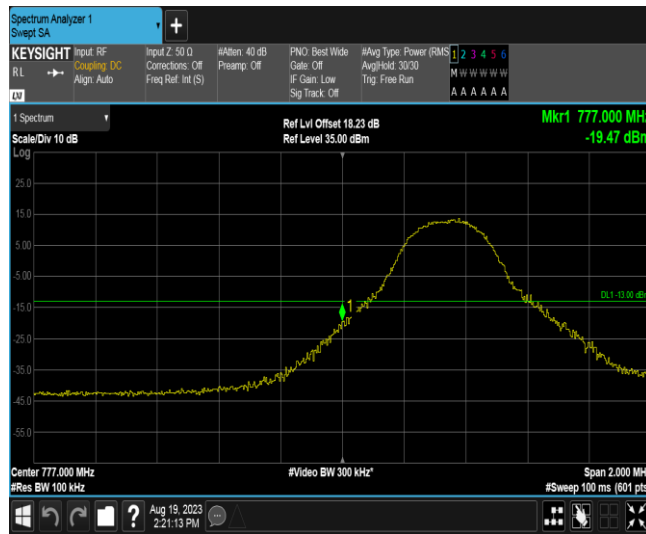 Spectrum Analyzer 1
Swept SA
KEYSIGHT
RL
LXI
Input: RF
Coupling: DC
Align: Auto
Input Z: 50 Ω
Corrections: Off
Freq Ref: Int (S)
#Atten: 40 dB
Preamp: Off
PNO: Best Wide
Gate: Off
IF Gain: Low
Sig Track: Off
#Avg Type: Power (RMS
Avg|Hold: 30/30
Trig: Free Run
1 2 3 4 5 6
M W W W W W
A A A A A A
1 Spectrum
Scale/Div 10 dB
Ref Lvl Offset 18.23 dB
Ref Level 35.00 dBm
Mkr1 777.000 MHz
-19.47 dBm
Log
25.0
15.0
5.00
-5.00
DL1 -13.00 dBm
1
-15.0
-25.0
-35.0
-45.0
-55.0
Center 777.000 MHz
#Video BW 300 kHz*
Span 2.000 MHz
#Res BW 100 kHz
#Sweep 100 ms (601 pts
?
Aug 19, 2023
2:21:13 PM